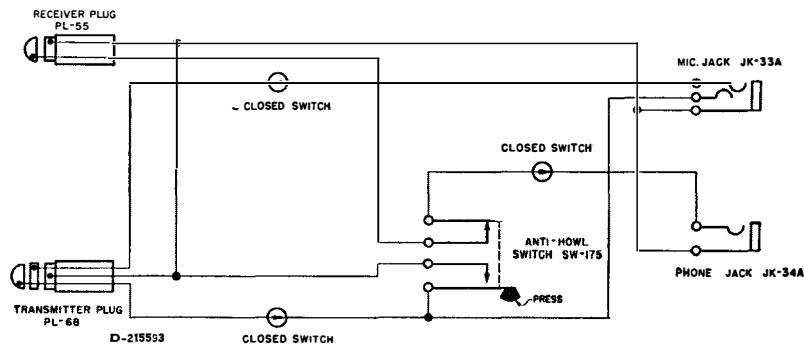 RECEIVER PLUG
PL-55
MIC. JACK JK-33A
CLOSED SWITCH
CLOSED SWITCH
ANTI-HOWL
SWITCH SW-175
PHONE JACK JK-34A
PRESS
TRANSMITTER PLUG
PL-68
D-215593
CLOSED SWITCH